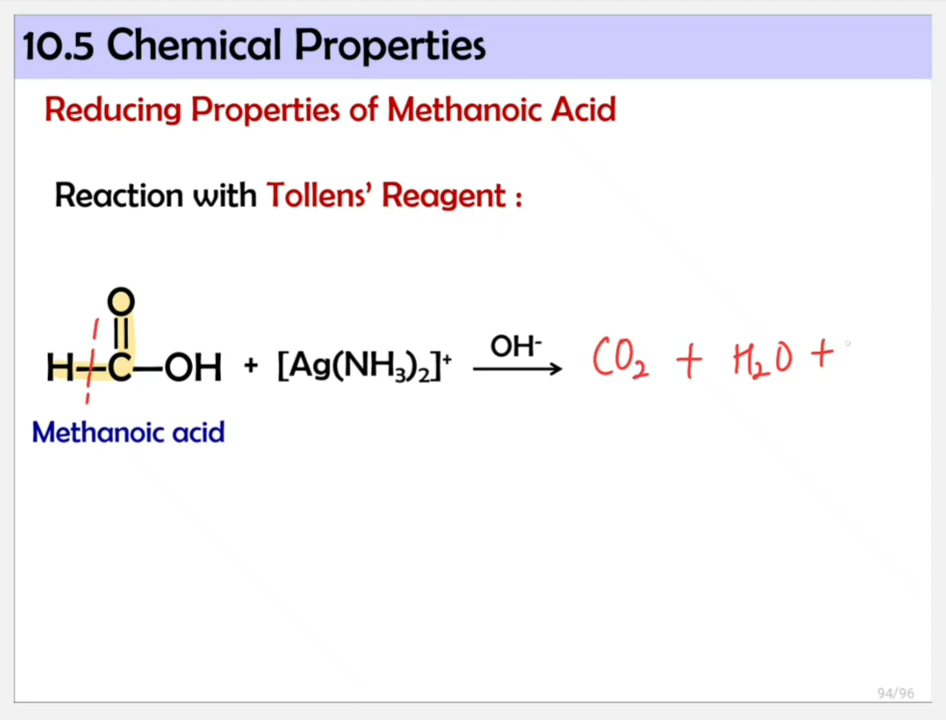 10.5 Chemical Properties
Reducing Properties of Methanoic Acid
Reaction with Tollens' Reagent :
O
H–C–OH + [Ag(NH₃)₂]⁺ OH⁻ → CO₂ + H₂O +
Methanoic acid
94/96